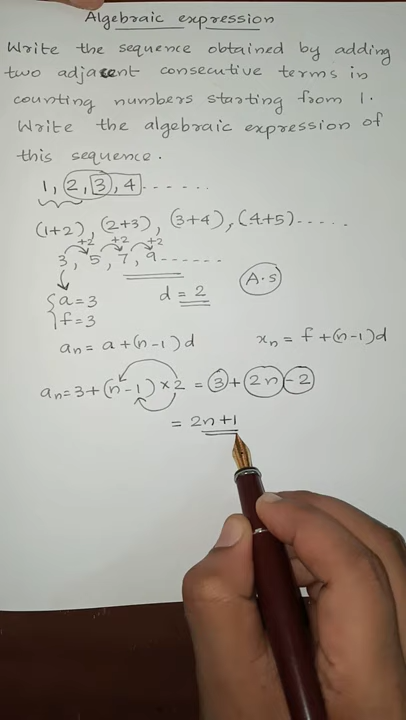 Algebraic expression
Write the sequence obtained by adding
two adjacent consecutive terms in
counting numbers starting from 1.
Write the algebraic expression of
this sequence.
1, 2, 3, 4 ......
(1+2), (2+3), (3+4), (4+5) .....
+2 +2 +2
3, 5, 7, 9 ......
A.S
a = 3
f = 3
d = 2
aₙ = a + (n-1) d
xₙ = f + (n-1) d
aₙ = 3 + (n-1) × 2 = 3 + 2n - 2
= 2n + 1